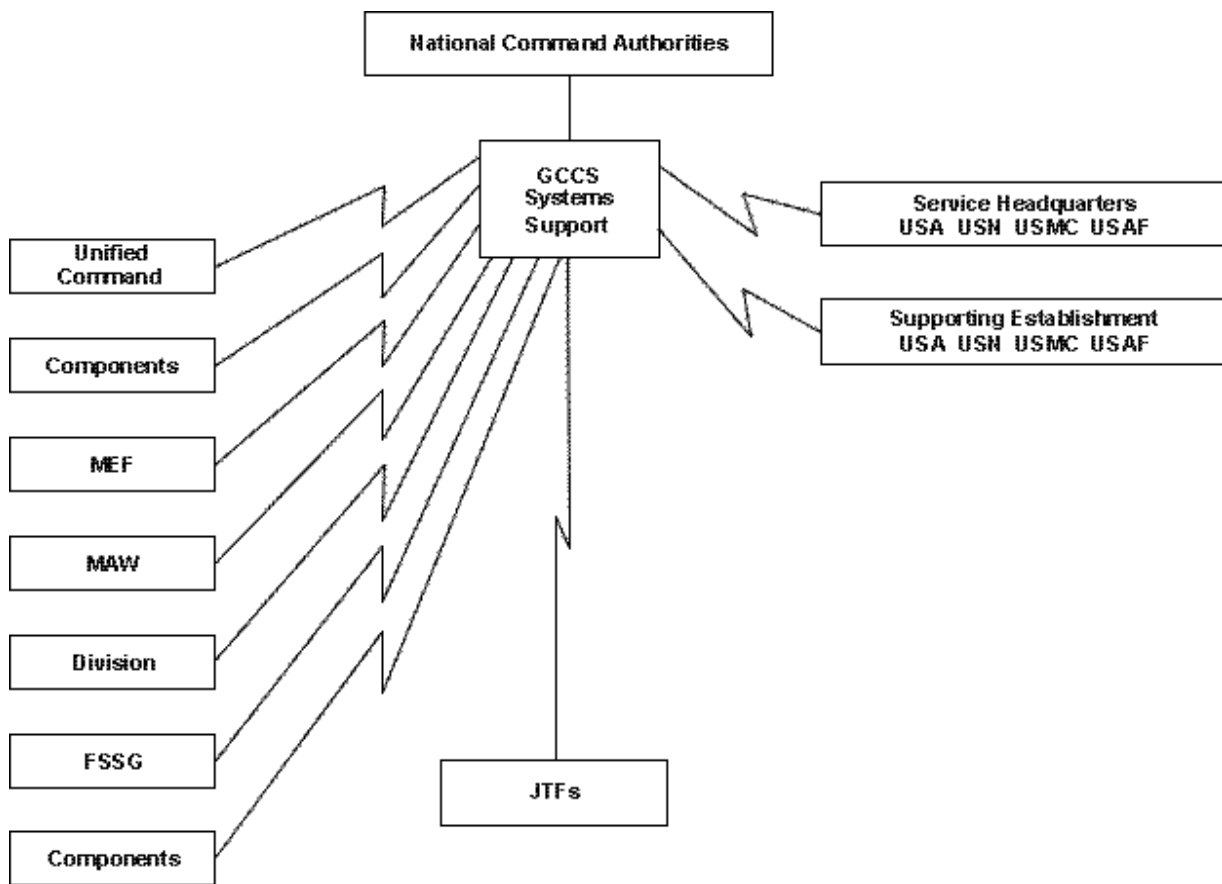 National Command Authorities
GCCS
Systems
Support
Service Headquarters
USA USN USMC USAF
Unified
Command
Supporting Establishment
USA USN USMC USAF
Components
MEF
MAW
Division
FSSG
JTFs
Components